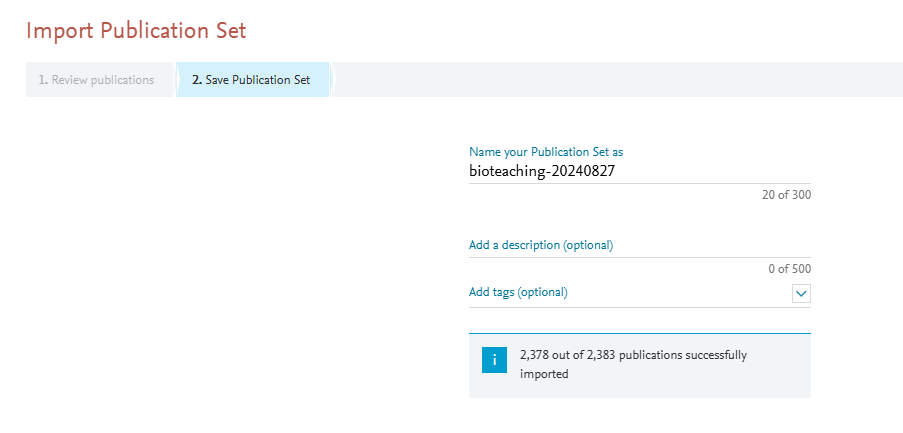 Import Publication Set
1. Review publications
2. Save Publication Set
Name your Publication Set as
bioteaching-20240827
20 of 300
Add a description (optional)
0 of 500
Add tags (optional)
i
2,378 out of 2,383 publications successfully
imported